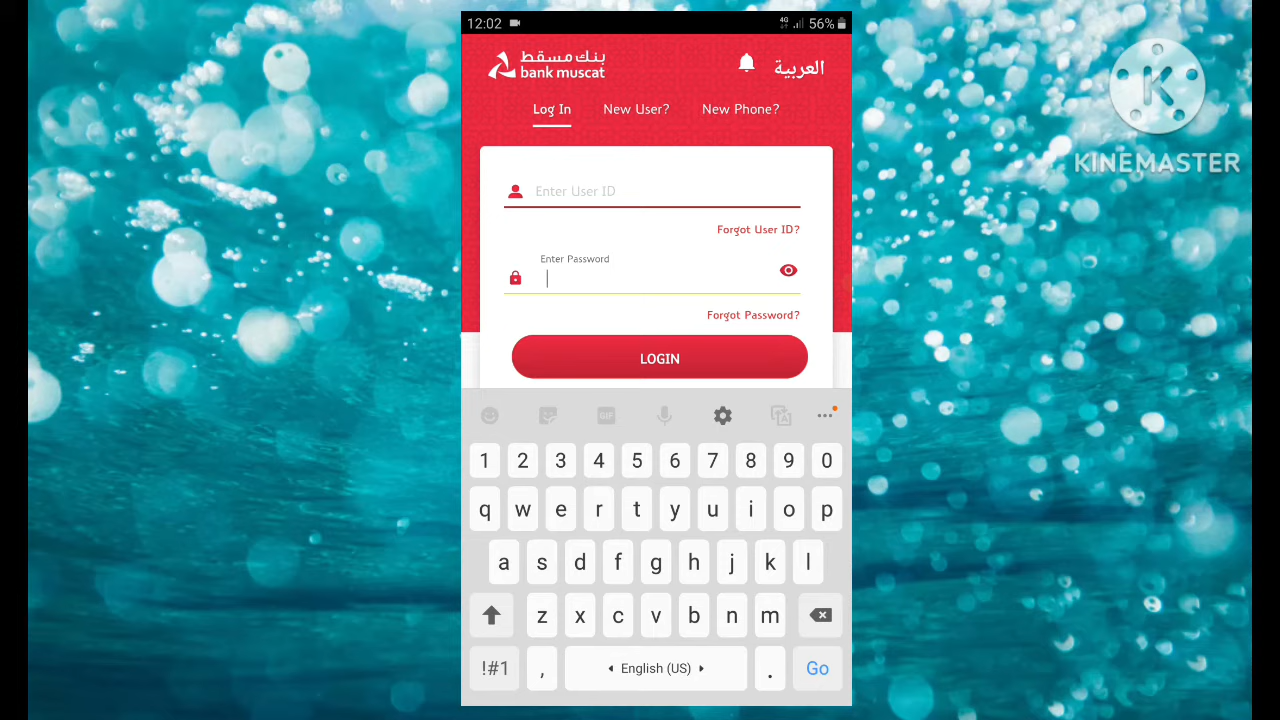 12:02
4G
56%
بنك مسقط
bank muscat
العربية
Log In
New User?
New Phone?
Enter User ID
Forgot User ID?
Enter Password
Forgot Password?
LOGIN
GIF
A
1 2 3 4 5 6 7 8 9 0
q w e r t y u i o p
a s d f g h j k l
z x c v b n m
!#1 , English (US) . Go
K
KINEMASTER